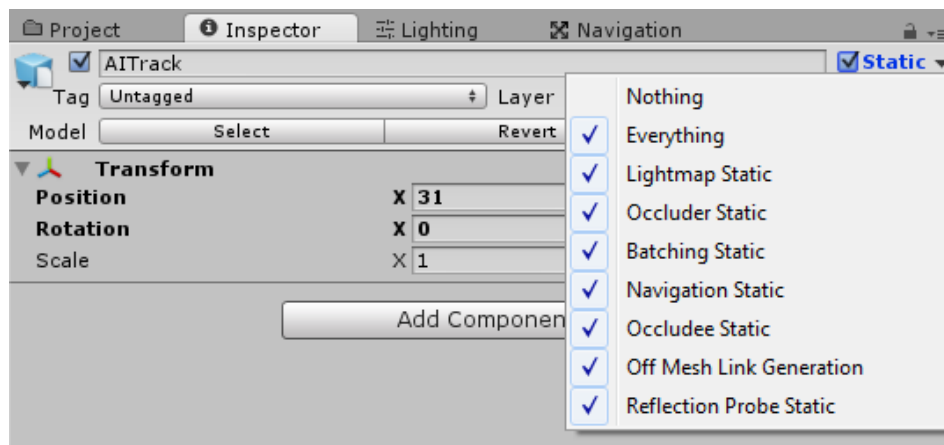 Project Inspector Lighting Navigation
AITrack Static
Tag Untagged Layer
Model Select Revert
Transform
Position X 31
Rotation X 0
Scale X 1
Add Componen
Nothing
Everything
Lightmap Static
Occluder Static
Batching Static
Navigation Static
Occludee Static
Off Mesh Link Generation
Reflection Probe Static